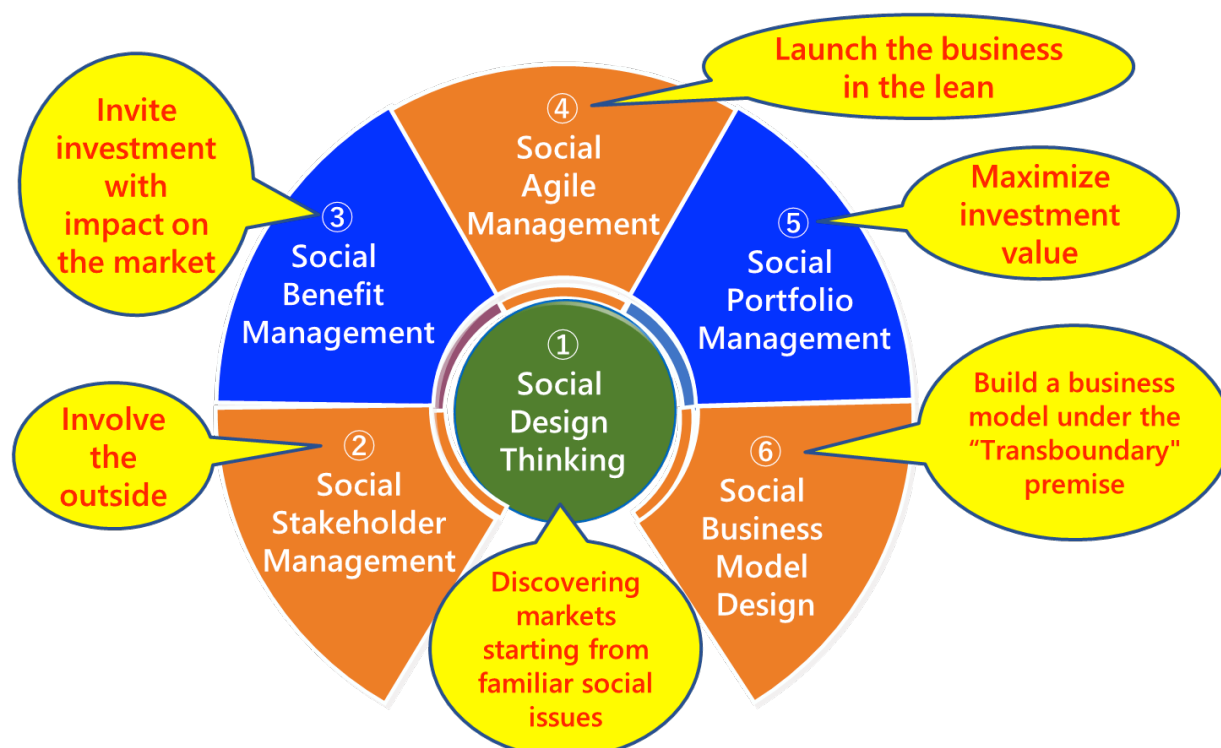 Launch the business
in the lean
④
Social
Agile
Management
Invite
investment
with
impact on
the market
③
Social
Benefit
Management
Maximize
investment
value
⑤
Social
Portfolio
Management
①
Social
Design
Thinking
Involve
the
outside
②
Social
Stakeholder
Management
Build a business
model under the
“Transboundary"
premise
⑥
Social
Business
Model
Design
Discovering
markets
starting from
familiar social
issues